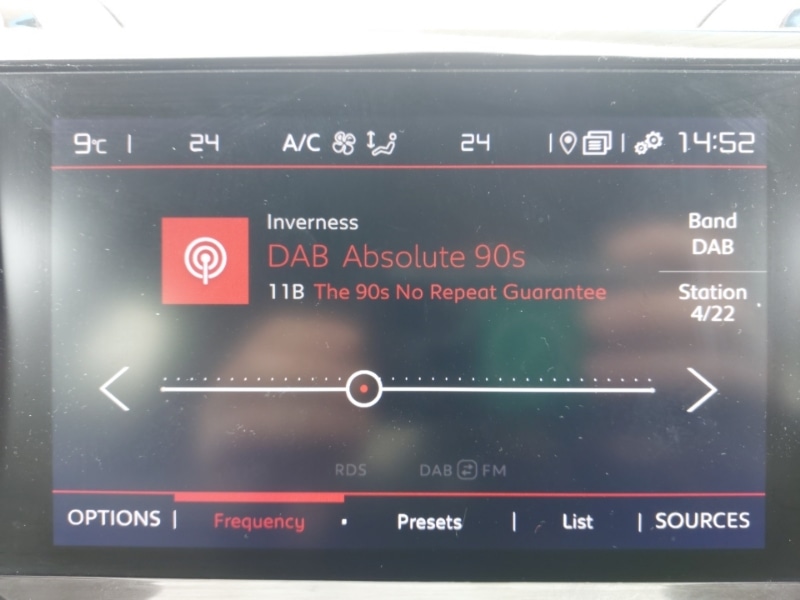 9°C | 24 A/C 24 | | 14:52
Inverness
DAB Absolute 90s
11B The 90s No Repeat Guarantee
Band
DAB
Station
4/22
RDS DAB FM
OPTIONS | Frequency Presets | List | SOURCES